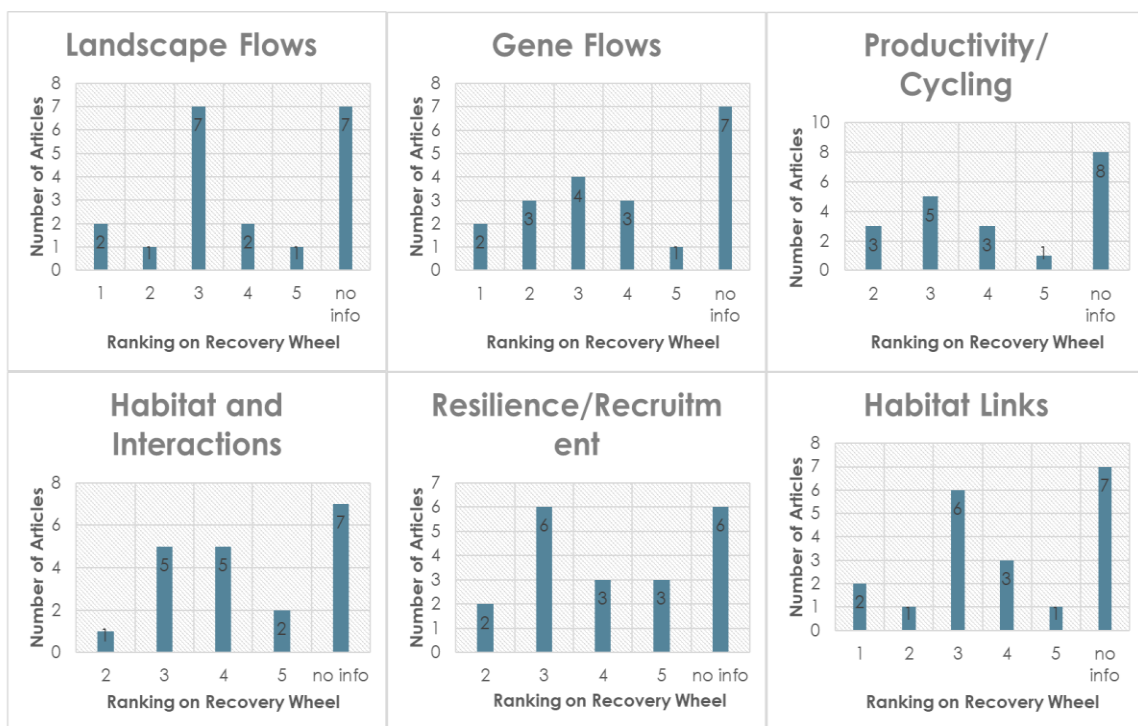 Landscape Flows
Number of Articles
8
7
6
5
4
3
2
1
0
2
1
7
2
1
7
1 2 3 4 5 no
info
Ranking on Recovery Wheel
Gene Flows
Number of Articles
8
7
6
5
4
3
2
1
0
2
3
4
3
1
7
1 2 3 4 5 no
info
Ranking on Recovery Wheel
Productivity/
Cycling
Number of Articles
10
8
6
4
2
0
3
5
3
1
8
2 3 4 5 no
info
Ranking on Recovery Wheel
Habitat and
Interactions
Number of Articles
8
6
4
2
0
1
5
5
2
7
2 3 4 5 no info
Ranking on Recovery Wheel
Resilience/Recruitm
ent
Number of Articles
7
6
5
4
3
2
1
0
2
6
3
3
6
2 3 4 5 no info
Ranking on Recovery Wheel
Habitat Links
Number of Articles
8
7
6
5
4
3
2
1
0
2
1
6
3
1
7
1 2 3 4 5 no
info
Ranking on Recovery Wheel